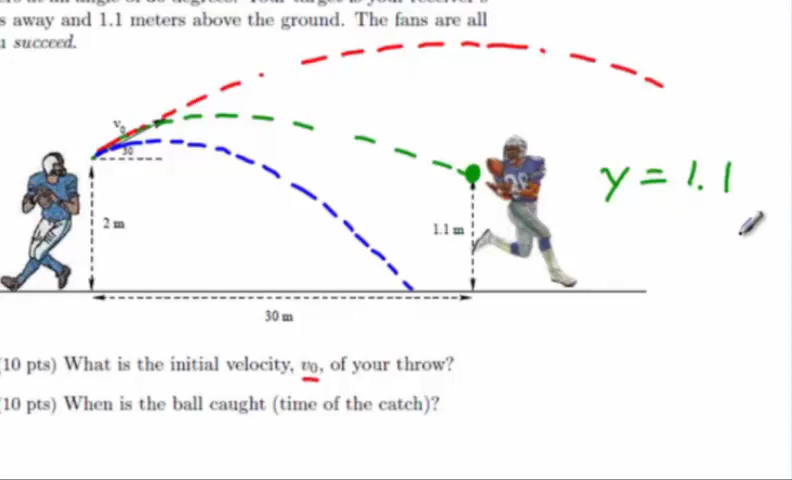 s away and 1.1 meters above the ground. The fans are all
succeed.
v₀
30
y = 1.1
2 m
1.1 m
30 m
10 pts) What is the initial velocity, v₀, of your throw?
10 pts) When is the ball caught (time of the catch)?